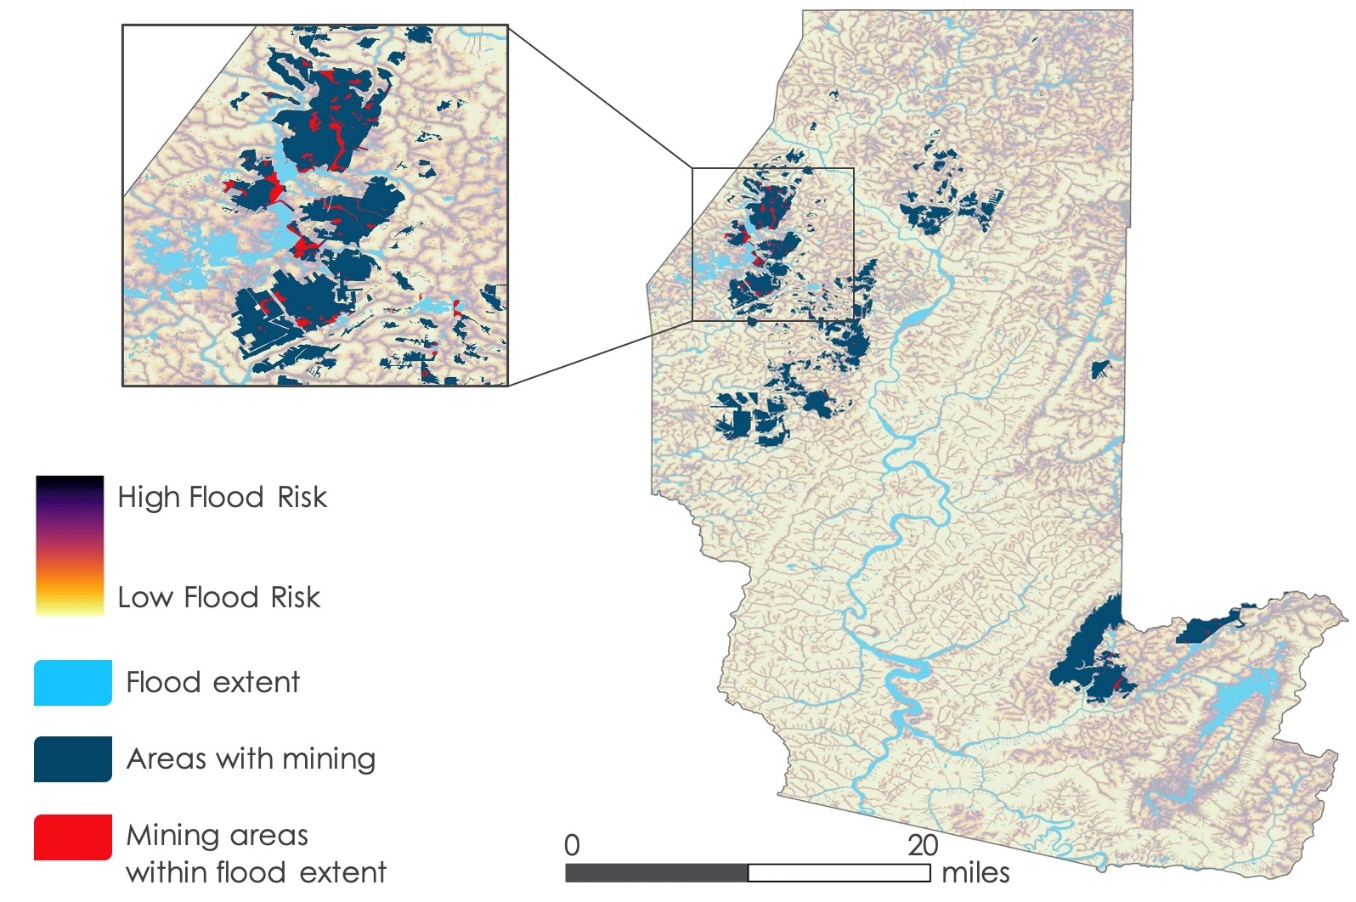 High Flood Risk
Low Flood Risk
Flood extent
Areas with mining
Mining areas
within flood extent
0 20
miles